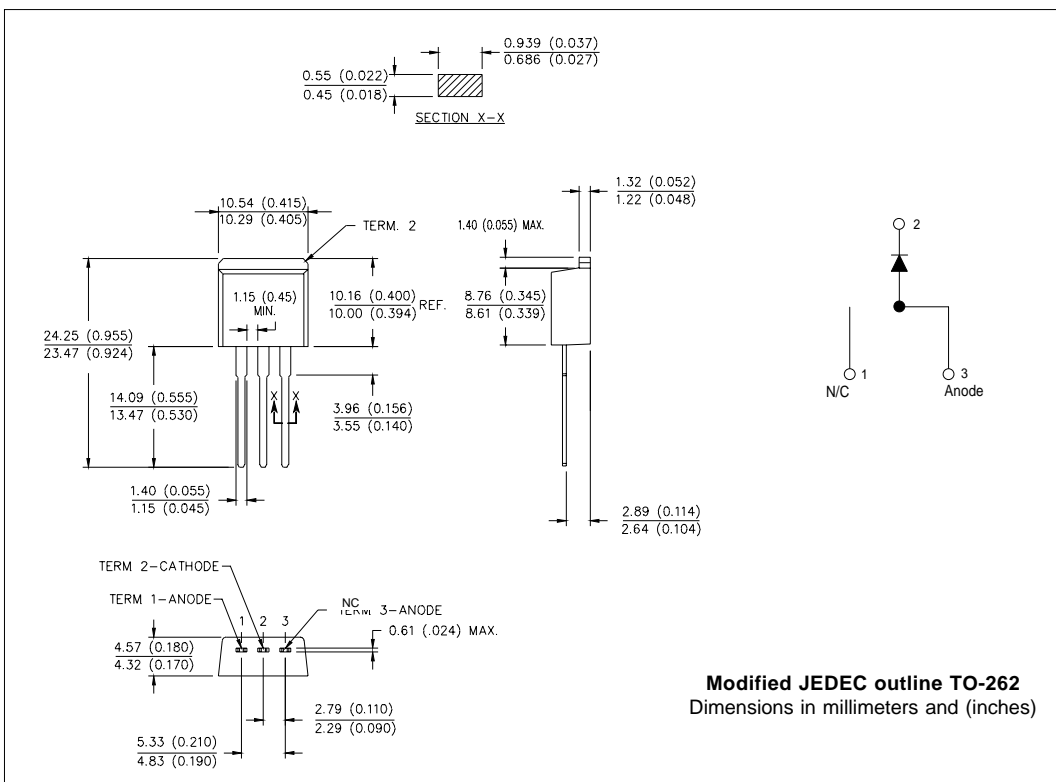 0.939 (0.037)
0.686 (0.027)
0.55 (0.022)
0.45 (0.018)
SECTION X-X
1.32 (0.052)
1.22 (0.048)
10.54 (0.415)
10.29 (0.405)
TERM. 2
1.40 (0.055) MAX.
2
1.15 (0.45)
MIN.
10.16 (0.400)
10.00 (0.394)
REF.
8.76 (0.345)
8.61 (0.339)
24.25 (0.955)
23.47 (0.924)
14.09 (0.555)
13.47 (0.530)
X X
3.96 (0.156)
3.55 (0.140)
1
N/C
3
Anode
1.40 (0.055)
1.15 (0.045)
2.89 (0.114)
2.64 (0.104)
TERM 2-CATHODE
TERM 1-ANODE
NC
3-ANODE
1 2 3
0.61 (.024) MAX.
4.57 (0.180)
4.32 (0.170)
2.79 (0.110)
2.29 (0.090)
5.33 (0.210)
4.83 (0.190)
Modified JEDEC outline TO-262
Dimensions in millimeters and (inches)